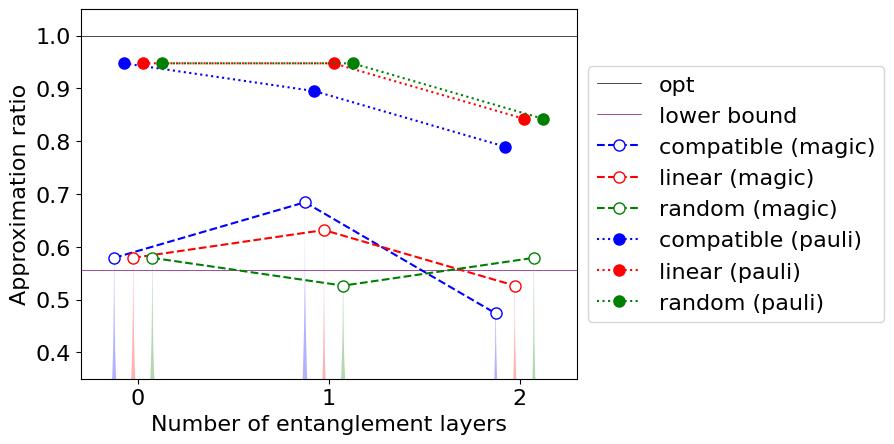 1.0
0.9
0.8
0.7
0.6
0.5
0.4
Approximation ratio
0 1 2
Number of entanglement layers
opt
lower bound
compatible (magic)
linear (magic)
random (magic)
compatible (pauli)
linear (pauli)
random (pauli)